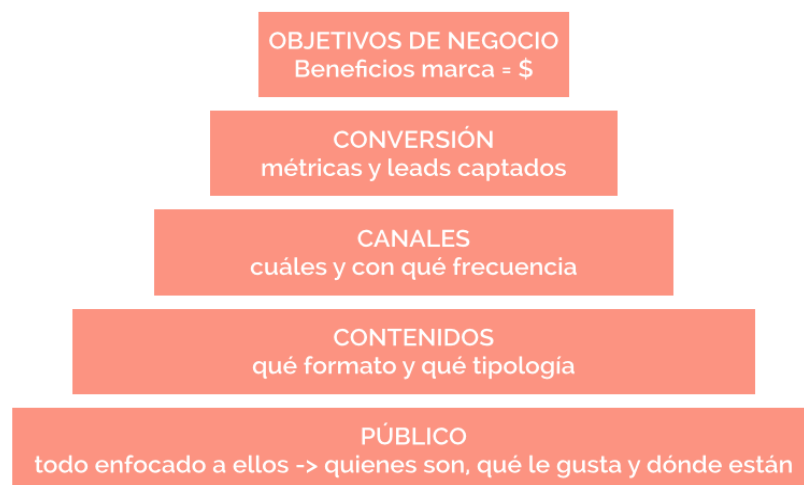 OBJETIVOS DE NEGOCIO
Beneficios marca = $
CONVERSIÓN
métricas y leads captados
CANALES
cuáles y con qué frecuencia
CONTENIDOS
qué formato y qué tipología
PÚBLICO
todo enfocado a ellos -> quienes son, qué le gusta y dónde están